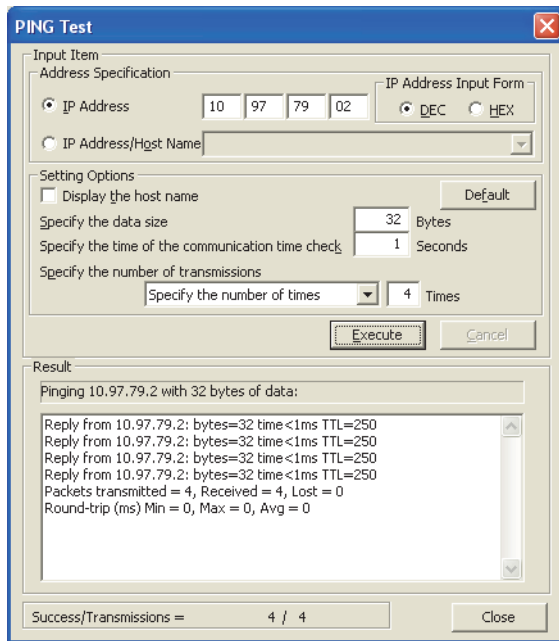 PING Test
Input Item
Address Specification
IP Address Input Form
IP Address 10 97 79 02 DEC HEX
IP Address/Host Name
Setting Options
Display the host name Default
Specify the data size 32 Bytes
Specify the time of the communication time check 1 Seconds
Specify the number of transmissions
Specify the number of times 4 Times
Execute Cancel
Result
Pinging 10.97.79.2 with 32 bytes of data:
Reply from 10.97.79.2: bytes=32 time<1ms TTL=250
Reply from 10.97.79.2: bytes=32 time<1ms TTL=250
Reply from 10.97.79.2: bytes=32 time<1ms TTL=250
Reply from 10.97.79.2: bytes=32 time<1ms TTL=250
Packets transmitted = 4, Received = 4, Lost = 0
Round-trip (ms) Min = 0, Max = 0, Avg = 0
Success/Transmissions = 4 / 4 Close